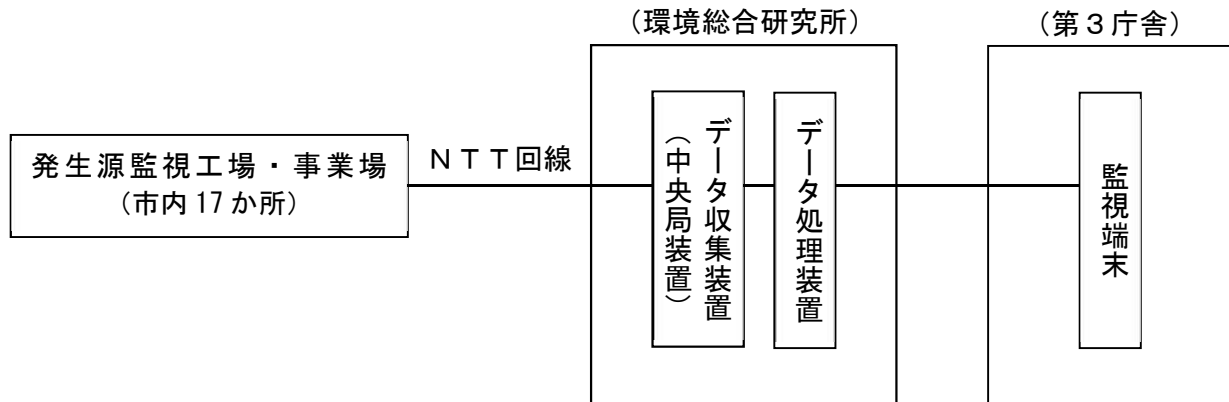 （環境総合研究所）
（第３庁舎）
発生源監視工場・事業場
（市内 17 か所）
ＮＴＴ回線
データ収集装置
（中央局装置）
データ処理装置
監視端末